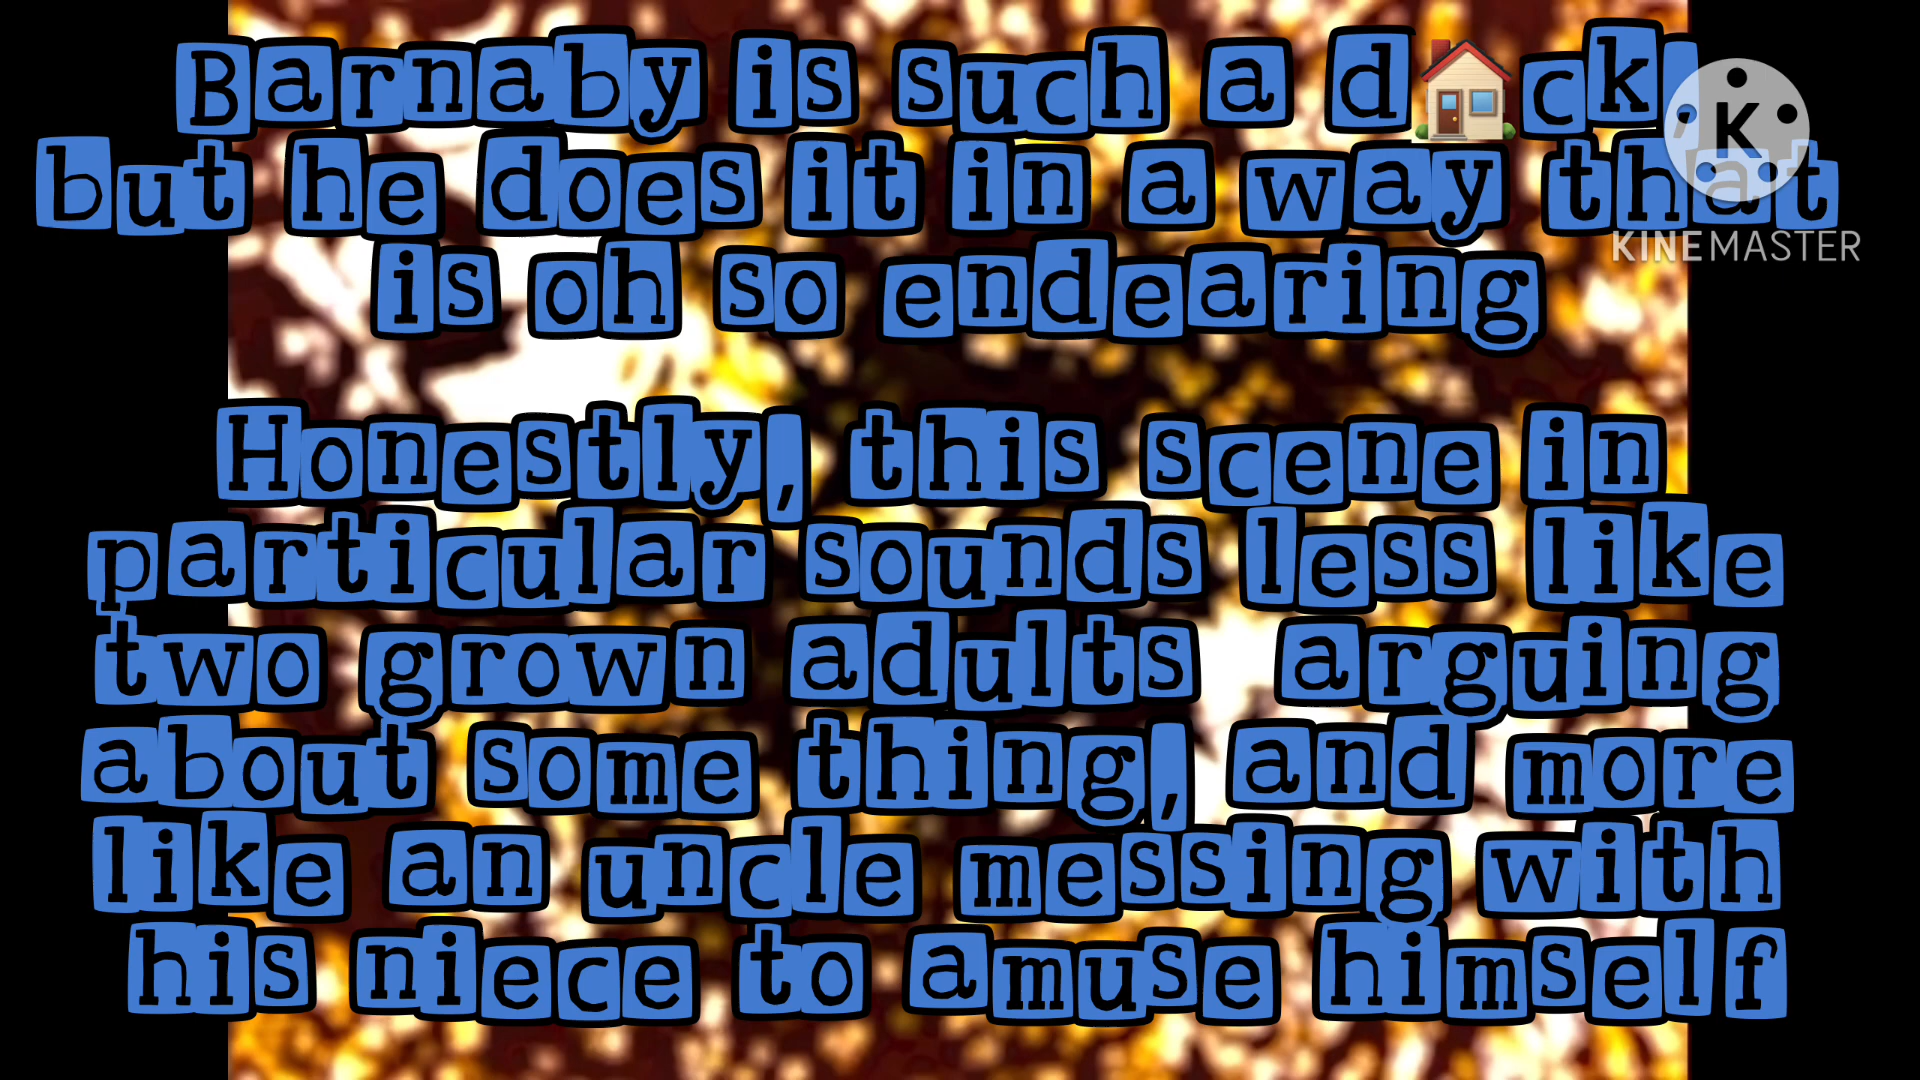 Barnaby is such a d🏠ck,
but he does it in a way that
is oh so endearing
Honestly, this scene in
particular sounds less like
two grown adults arguing
about some thing, and more
like an uncle messing with
his niece to amuse himself
K
KINEMASTER